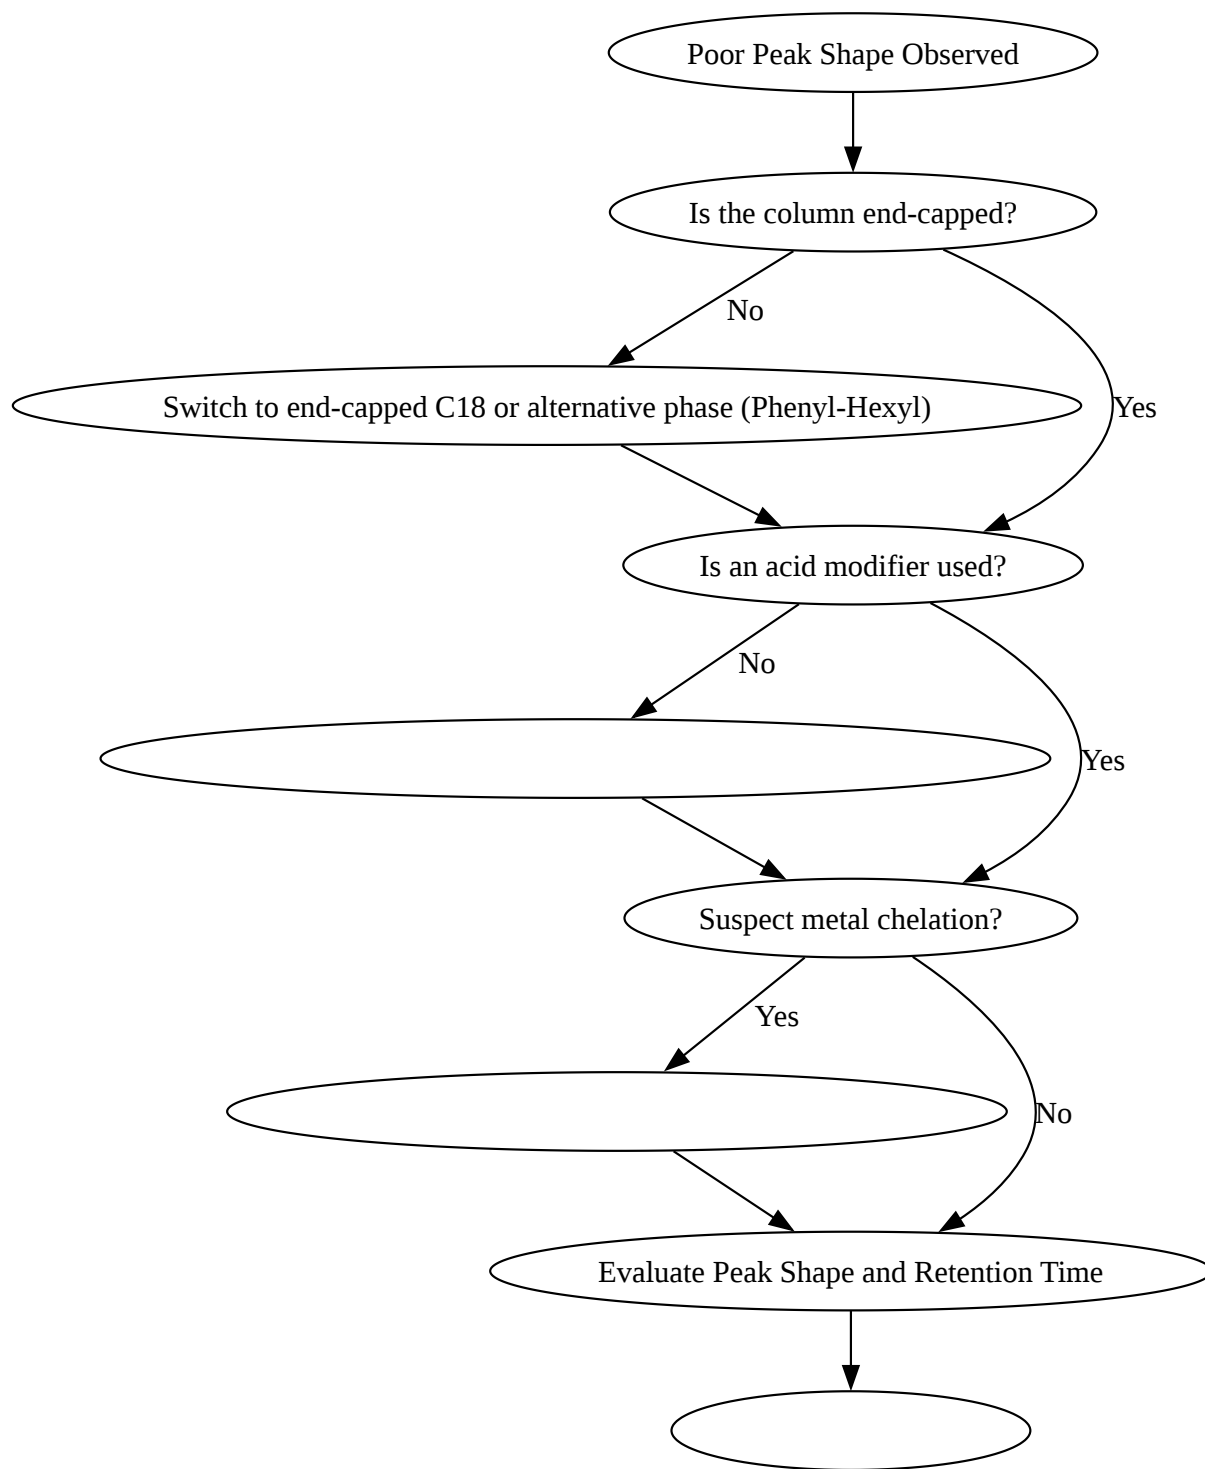 Poor Peak Shape Observed
Is the column end-capped?
No
Switch to end-capped C18 or alternative phase (Phenyl-Hexyl)
Yes
Is an acid modifier used?
No
Yes
Suspect metal chelation?
Yes
No
Evaluate Peak Shape and Retention Time